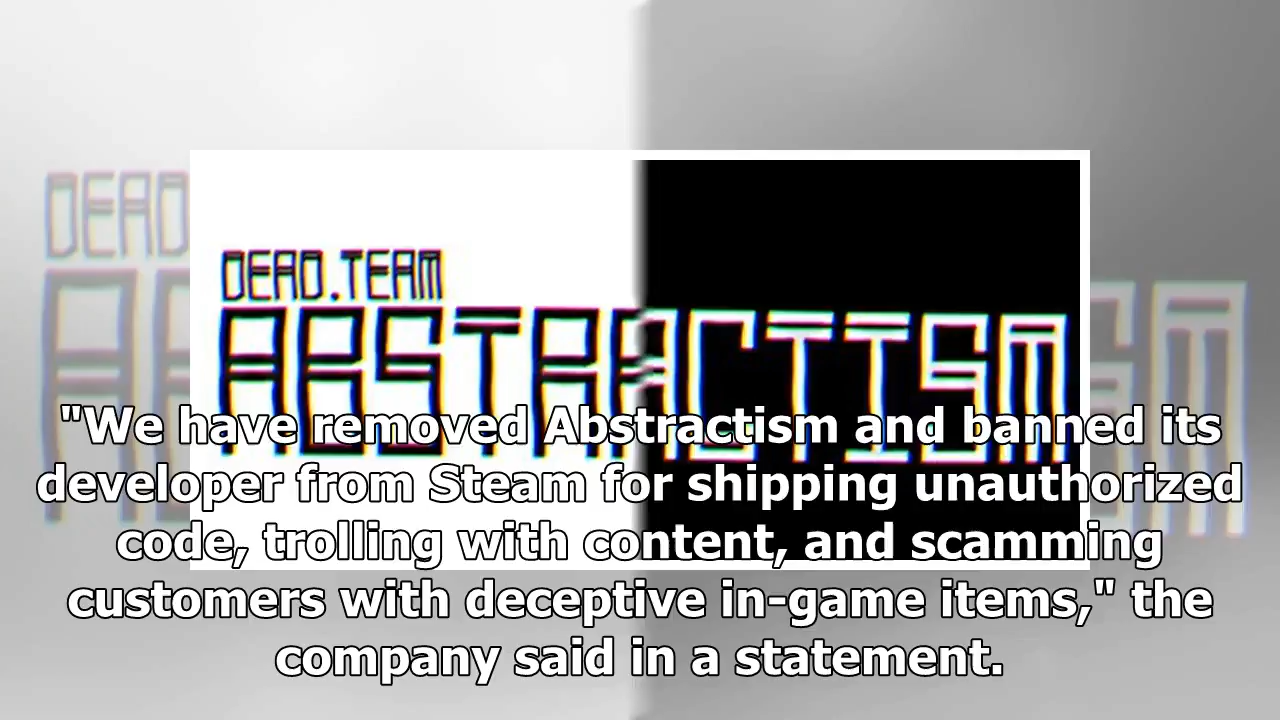 DEAD
DEAD.TEAM
ABSTRACTISM
"We have removed Abstractism and banned its
developer from Steam for shipping unauthorized
code, trolling with content, and scamming
customers with deceptive in-game items," the
company said in a statement.